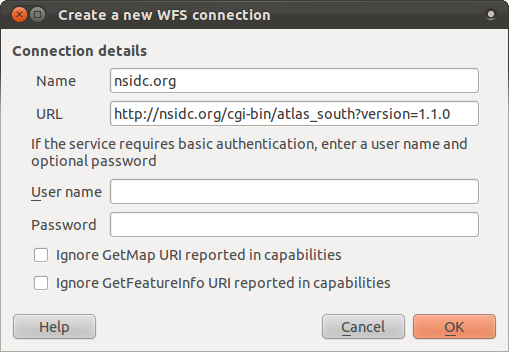 Create a new WFS connection
Connection details
Name nsidc.org
URL http://nsidc.org/cgi-bin/atlas_south?version=1.1.0
If the service requires basic authentication, enter a user name and
optional password
User name
Password
Ignore GetMap URI reported in capabilities
Ignore GetFeatureInfo URI reported in capabilities
Help Cancel OK